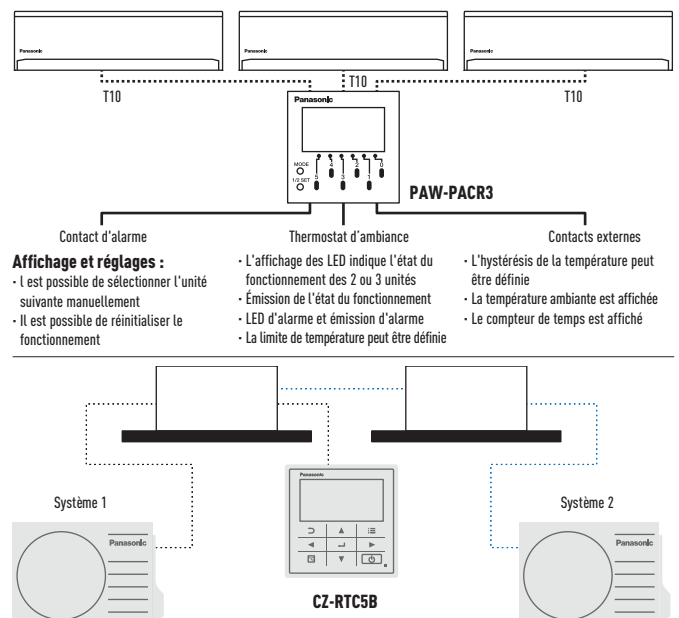 Panasonic
Panasonic
Panasonic
T10
T10
T10
Panasonic
MODE
1/2 SET
5
4
3
2
1
0
PAW-PACR3
Contact d'alarme
Affichage et réglages :
· l est possible de sélectionner l'unité
suivante manuellement
· Il est possible de réinitialiser le
fonctionnement
Thermostat d'ambiance
· L'affichage des LED indique l'état du
fonctionnement des 2 ou 3 unités
· Émission de l'état du fonctionnement
· LED d'alarme et émission d'alarme
· La limite de température peut être définie
Contacts externes
· L'hystérésis de la température peut
être définie
· La température ambiante est affichée
· Le compteur de temps est affiché
Système 1
Panasonic
Panasonic
CZ-RTC5B
Système 2
Panasonic